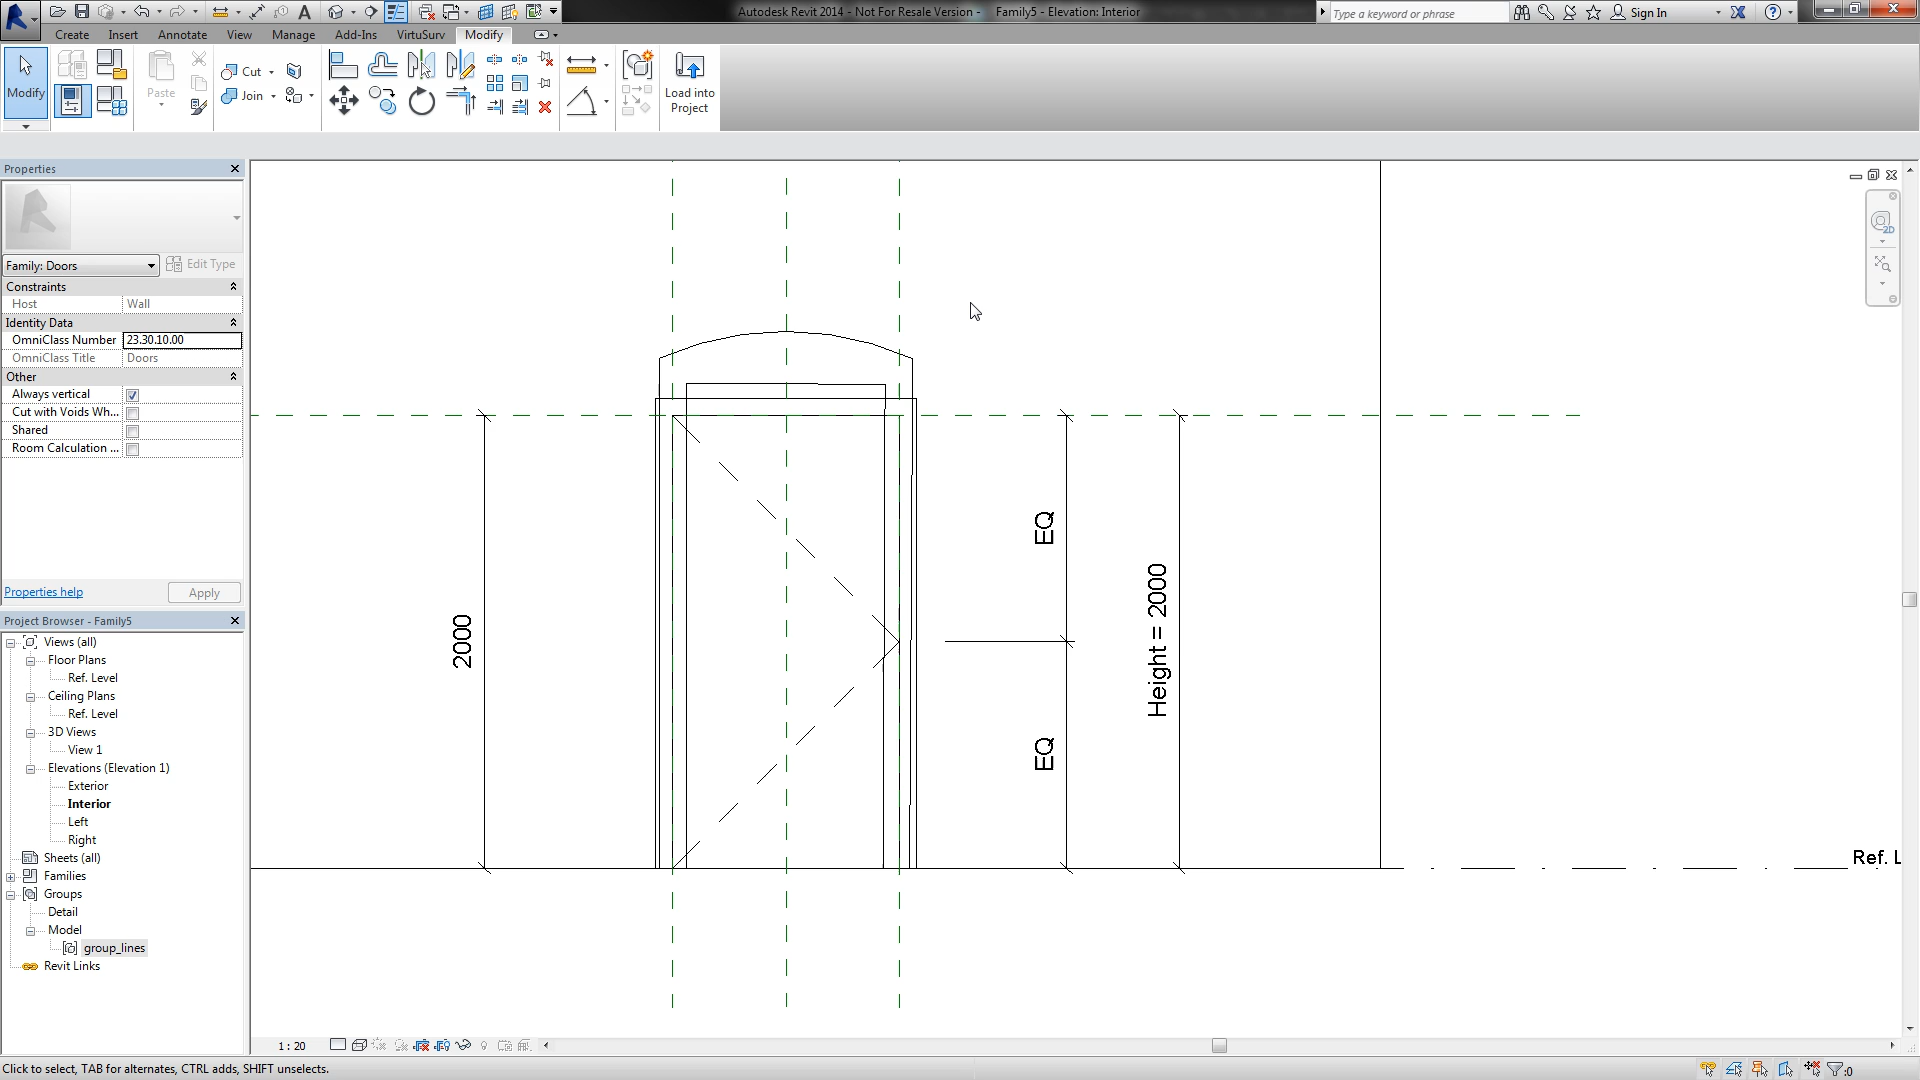 Autodesk Revit 2014 - Not For Resale Version - Family5 - Elevation: Interior
Type a keyword or phrase
Sign In
Create Insert Annotate View Manage Add-Ins VirtuSurv Modify
Modify
Paste
Cut
Join
Load into
Project
Properties
Family: Doors
Edit Type
Constraints
Host Wall
Identity Data
OmniClass Number 23.30.10.00
OmniClass Title Doors
Other
Always vertical
Cut with Voids Wh...
Shared
Room Calculation ...
Properties help
Apply
Project Browser - Family5
Views (all)
Floor Plans
Ref. Level
Ceiling Plans
Ref. Level
3D Views
View 1
Elevations (Elevation 1)
Exterior
Interior
Left
Right
Sheets (all)
Families
Groups
Detail
Model
group_lines
Revit Links
2D
2000
EQ
EQ
Height = 2000
Ref. L
1 : 20
Click to select, TAB for alternates, CTRL adds, SHIFT unselects.
:0